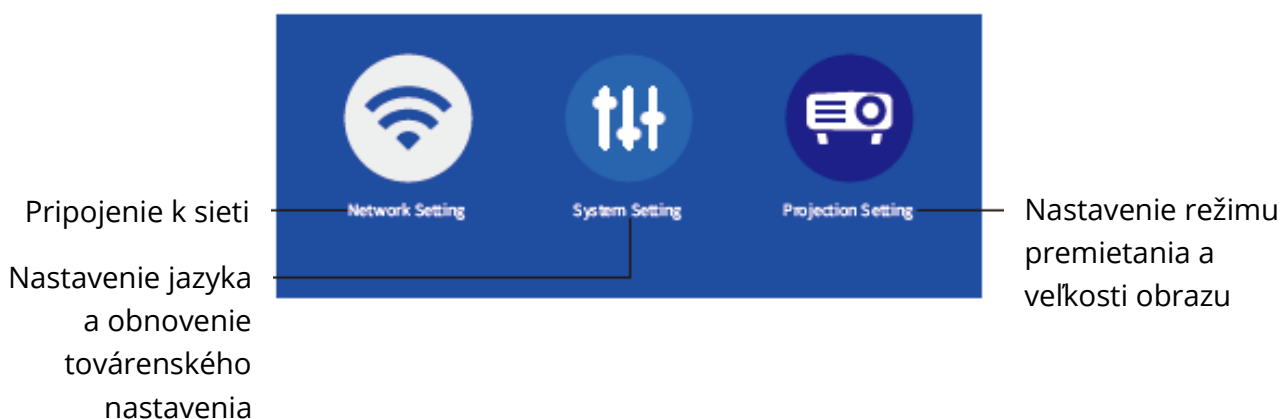 Network Setting
System Setting
Projection Setting
Pripojenie k sieti
Nastavenie jazyka
a obnovenie
továrenského
nastavenia
Nastavenie režimu
premietania a
veľkosti obrazu